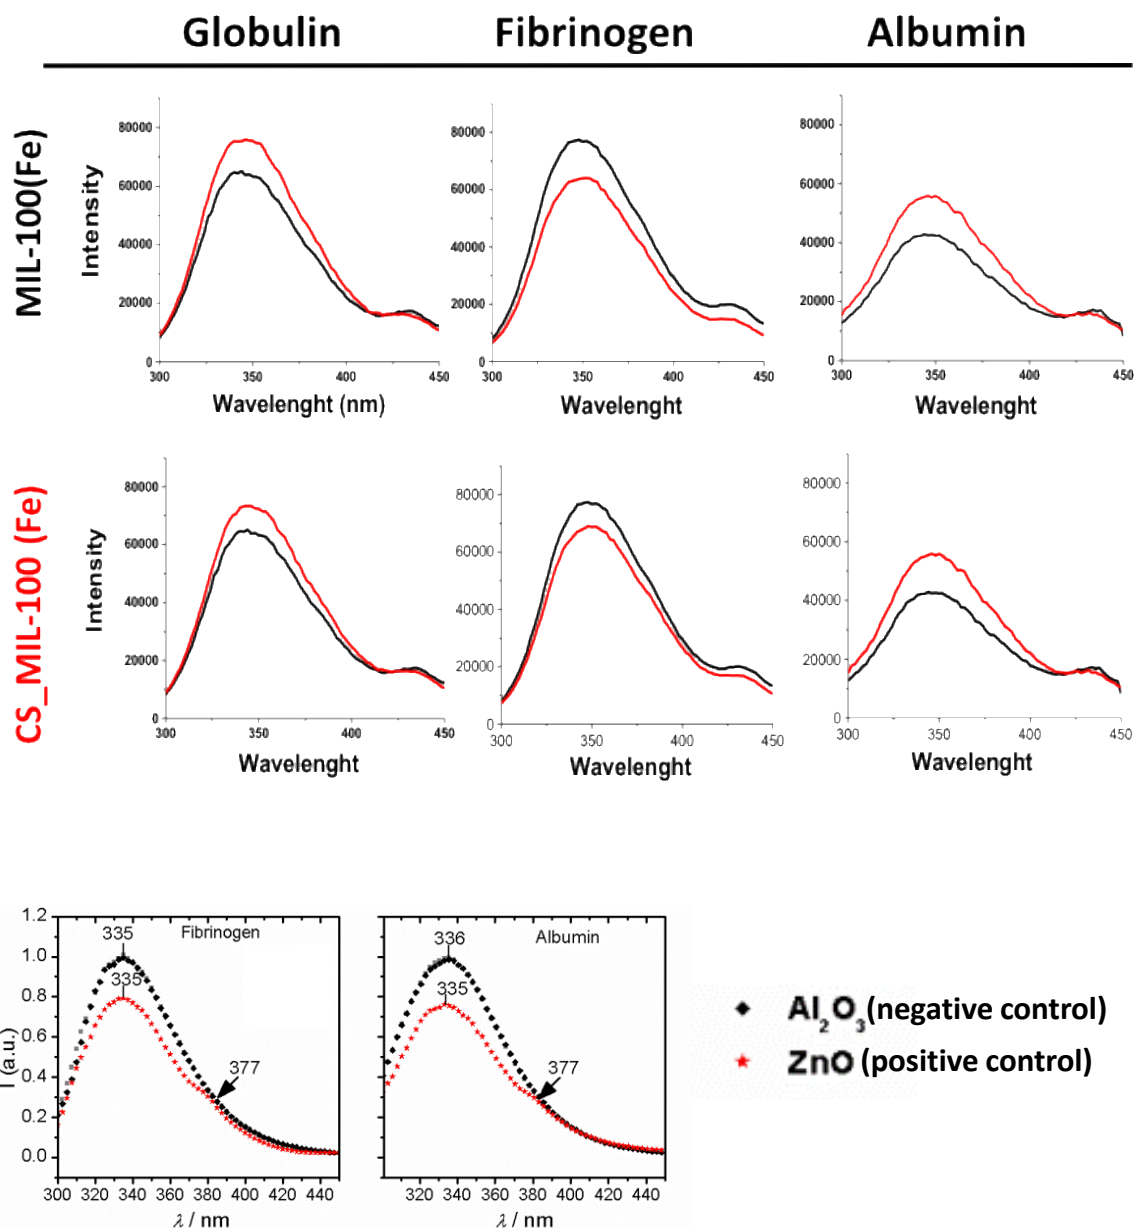 Globulin Fibrinogen Albumin
MIL-100(Fe)
Intensity
80000
60000
40000
20000
0
300 350 400 450
Wavelenght (nm)
80000
60000
40000
20000
0
300 350 400 450
Wavelenght
80000
60000
40000
20000
0
300 350 400 450
Wavelenght
CS_MIL-100 (Fe)
Intensity
80000
60000
40000
20000
0
300 350 400 450
Wavelenght
80000
60000
40000
20000
0
300 350 400 450
Wavelenght
80000
60000
40000
20000
0
300 350 400 450
Wavelenght
I (a.u.)
1.2
1.0
0.8
0.6
0.4
0.2
0.0
335
Fibrinogen
335
377
300 320 340 360 380 400 420 440
λ / nm
336
Albumin
335
377
320 340 360 380 400 420 440
λ / nm
Al2O3(negative control)
ZnO (positive control)